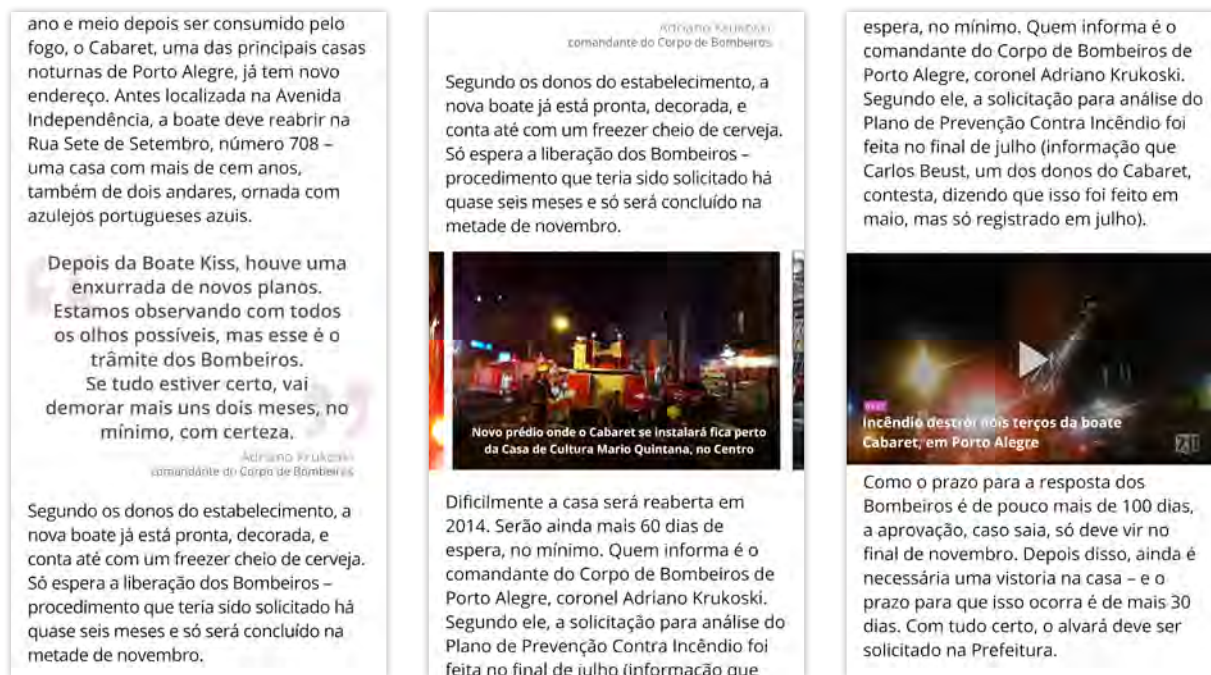 ano e meio depois ser consumido pelo
fogo, o Cabaret, uma das principais casas
noturnas de Porto Alegre, já tem novo
endereço. Antes localizada na Avenida
Independência, a boate deve reabrir na
Rua Sete de Setembro, número 708 –
uma casa com mais de cem anos,
também de dois andares, ornada com
azulejos portugueses azuis.
Depois da Boate Kiss, houve uma
enxurrada de novos planos.
Estamos observando com todos
os olhos possíveis, mas esse é o
trâmite dos Bombeiros.
Se tudo estiver certo, vai
demorar mais uns dois meses, no
mínimo, com certeza.
Adriano Krukoski
comandante do Corpo de Bombeiros
Segundo os donos do estabelecimento, a
nova boate já está pronta, decorada, e
conta até com um freezer cheio de cerveja.
Só espera a liberação dos Bombeiros –
procedimento que teria sido solicitado há
quase seis meses e só será concluído na
metade de novembro.
Adriano Krukoski
comandante do Corpo de Bombeiros
Segundo os donos do estabelecimento, a
nova boate já está pronta, decorada, e
conta até com um freezer cheio de cerveja.
Só espera a liberação dos Bombeiros –
procedimento que teria sido solicitado há
quase seis meses e só será concluído na
metade de novembro.
Novo prédio onde o Cabaret se instalará fica perto
da Casa de Cultura Mario Quintana, no Centro
Dificilmente a casa será reaberta em
2014. Serão ainda mais 60 dias de
espera, no mínimo. Quem informa é o
comandante do Corpo de Bombeiros de
Porto Alegre, coronel Adriano Krukoski.
Segundo ele, a solicitação para análise do
Plano de Prevenção Contra Incêndio foi
feita no final de julho (informação que
espera, no mínimo. Quem informa é o
comandante do Corpo de Bombeiros de
Porto Alegre, coronel Adriano Krukoski.
Segundo ele, a solicitação para análise do
Plano de Prevenção Contra Incêndio foi
feita no final de julho (informação que
Carlos Beust, um dos donos do Cabaret,
contesta, dizendo que isso foi feito em
maio, mas só registrado em julho).
Incêndio destrói dois terços da boate
Cabaret, em Porto Alegre
ZH
Como o prazo para a resposta dos
Bombeiros é de pouco mais de 100 dias,
a aprovação, caso saia, só deve vir no
final de novembro. Depois disso, ainda é
necessária uma vistoria na casa – e o
prazo para que isso ocorra é de mais 30
dias. Com tudo certo, o alvará deve ser
solicitado na Prefeitura.